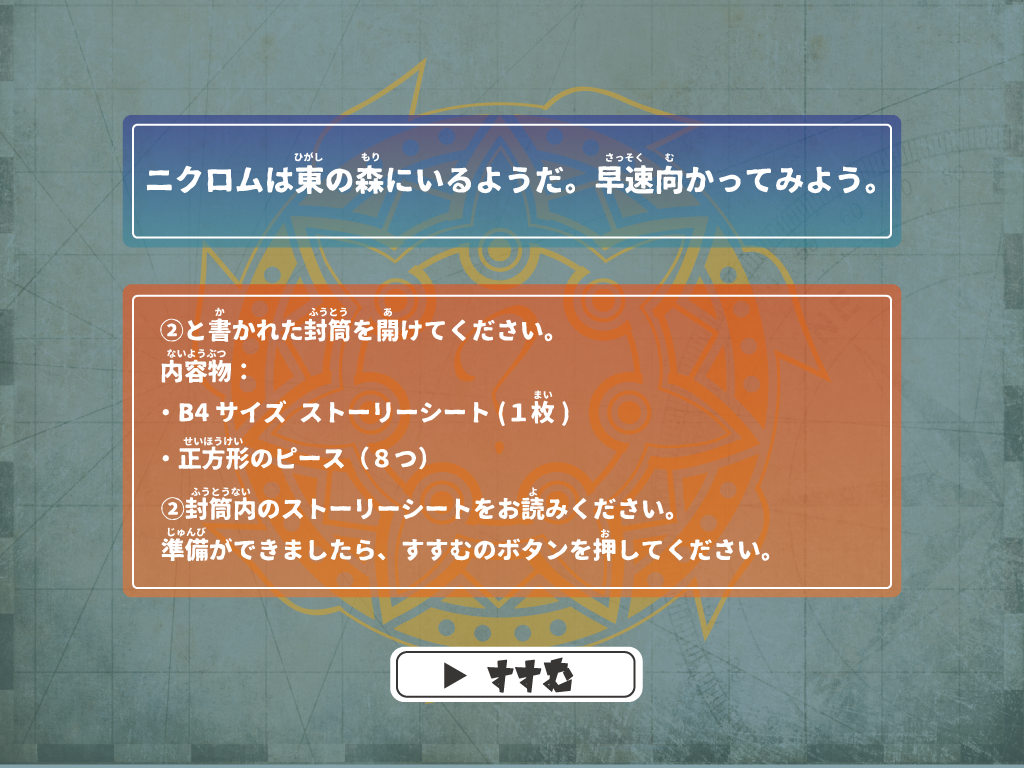 ニクロムは東の森にいるようだ。早速向かってみよう。
②と書かれた封筒を開けてください。
内容物：
・B4 サイズ ストーリーシート (１枚 )
・正方形のピース（８つ）
②封筒内のストーリーシートをお読みください。
準備ができましたら、すすむのボタンを押してください。
▶ すすむ